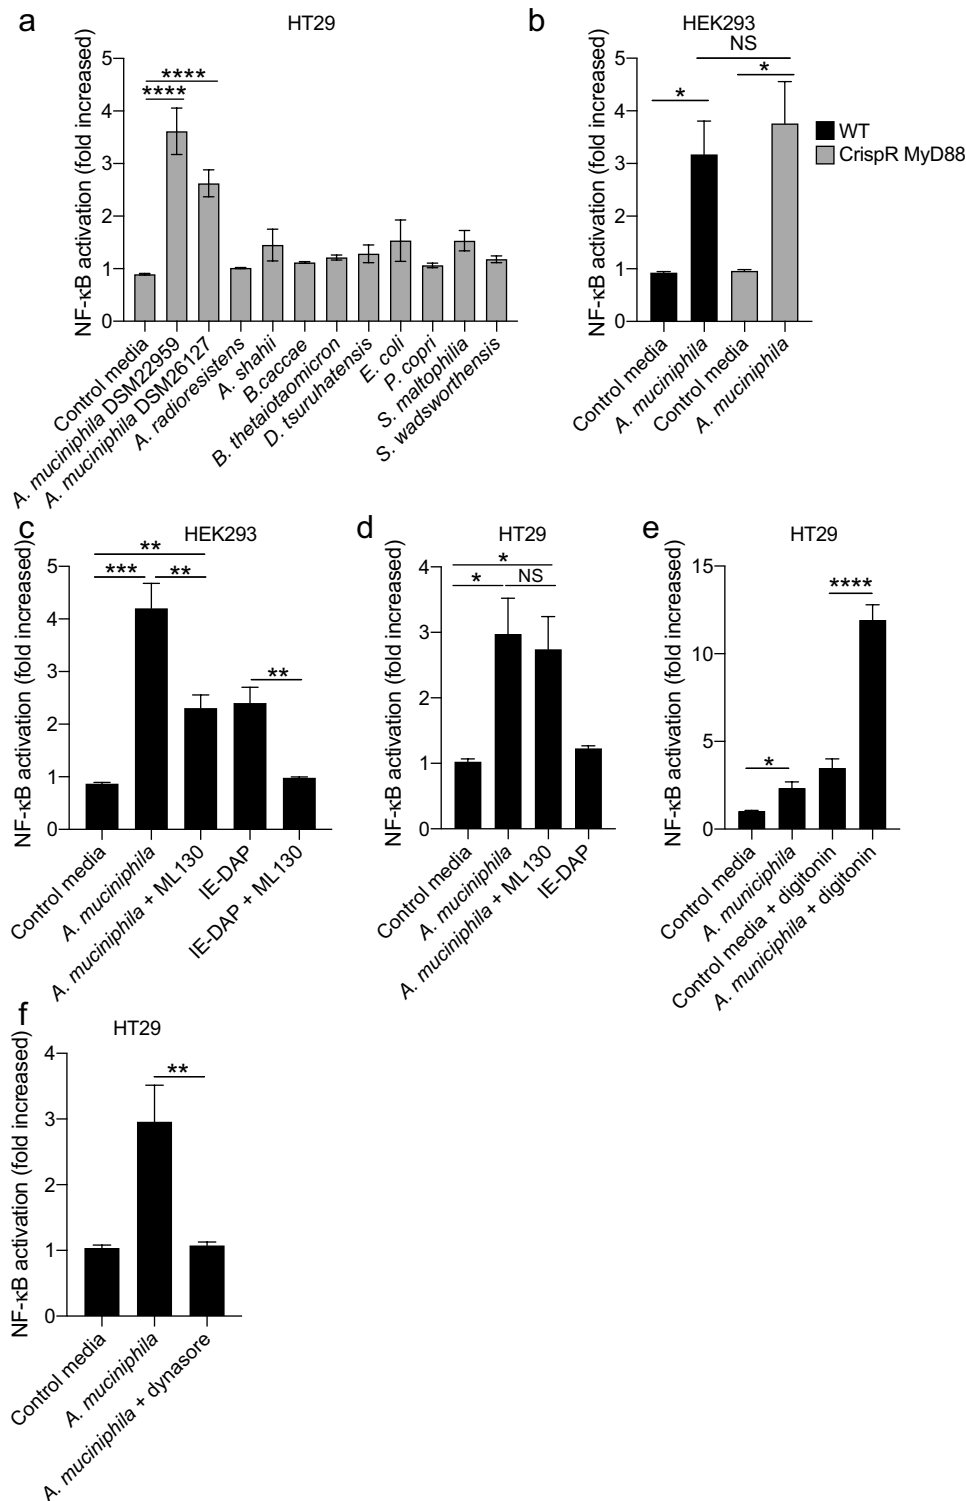 a
HT29
NF-κB activation (fold increased)
5
4
3
2
1
0
****
****
Control media
A. muciniphila DSM22959
A. muciniphila DSM26127
A. radioresistens
A. shahii
B.caccae
B. thetaiotaomicron
D. tsuruhatensis
E. coli
P. copri
S. maltophilia
S. wadsworthensis
b
HEK293
NF-κB activation (fold increased)
5
4
3
2
1
0
NS
*
*
WT
CrispR MyD88
Control media
A. muciniphila
Control media
A. muciniphila
c
HEK293
NF-κB activation (fold increased)
5
4
3
2
1
0
**
***
**
**
Control media
A. muciniphila
A. muciniphila + ML130
IE-DAP
IE-DAP + ML130
d
HT29
NF-κB activation (fold increased)
4
3
2
1
0
*
*
NS
Control media
A. muciniphila
A. muciniphila + ML130
IE-DAP
e
HT29
NF-κB activation (fold increased)
15
10
5
0
*
****
Control media
A. municiphila
Control media + digitonin
A. municiphila + digitonin
f
HT29
NF-κB activation (fold increased)
4
3
2
1
0
**
Control media
A. muciniphila
A. muciniphila + dynasore